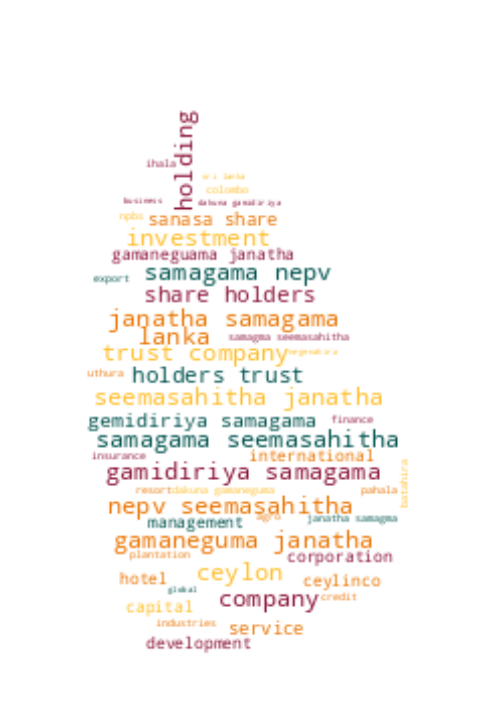 holding
ihala
sri lanka
colombo
business dakuna gamidiriya
npbs sanasa share
investment
gamaneguama janatha
export samagama nepv
share holders
janatha samagama
lanka samagma seemasahitha
trust company
uthura holders trust
seemasahitha janatha
gemidiriya samagama finance
samagama seemasahitha
insurance international
gamidiriya samagama
batahira
resort dakuna gamaneguma pahala
nepv seemasahitha
management agro janatha samagma
gamaneguma janatha
plantation corporation
hotel ceylon ceylinco
global
capital company credit
industries service
development